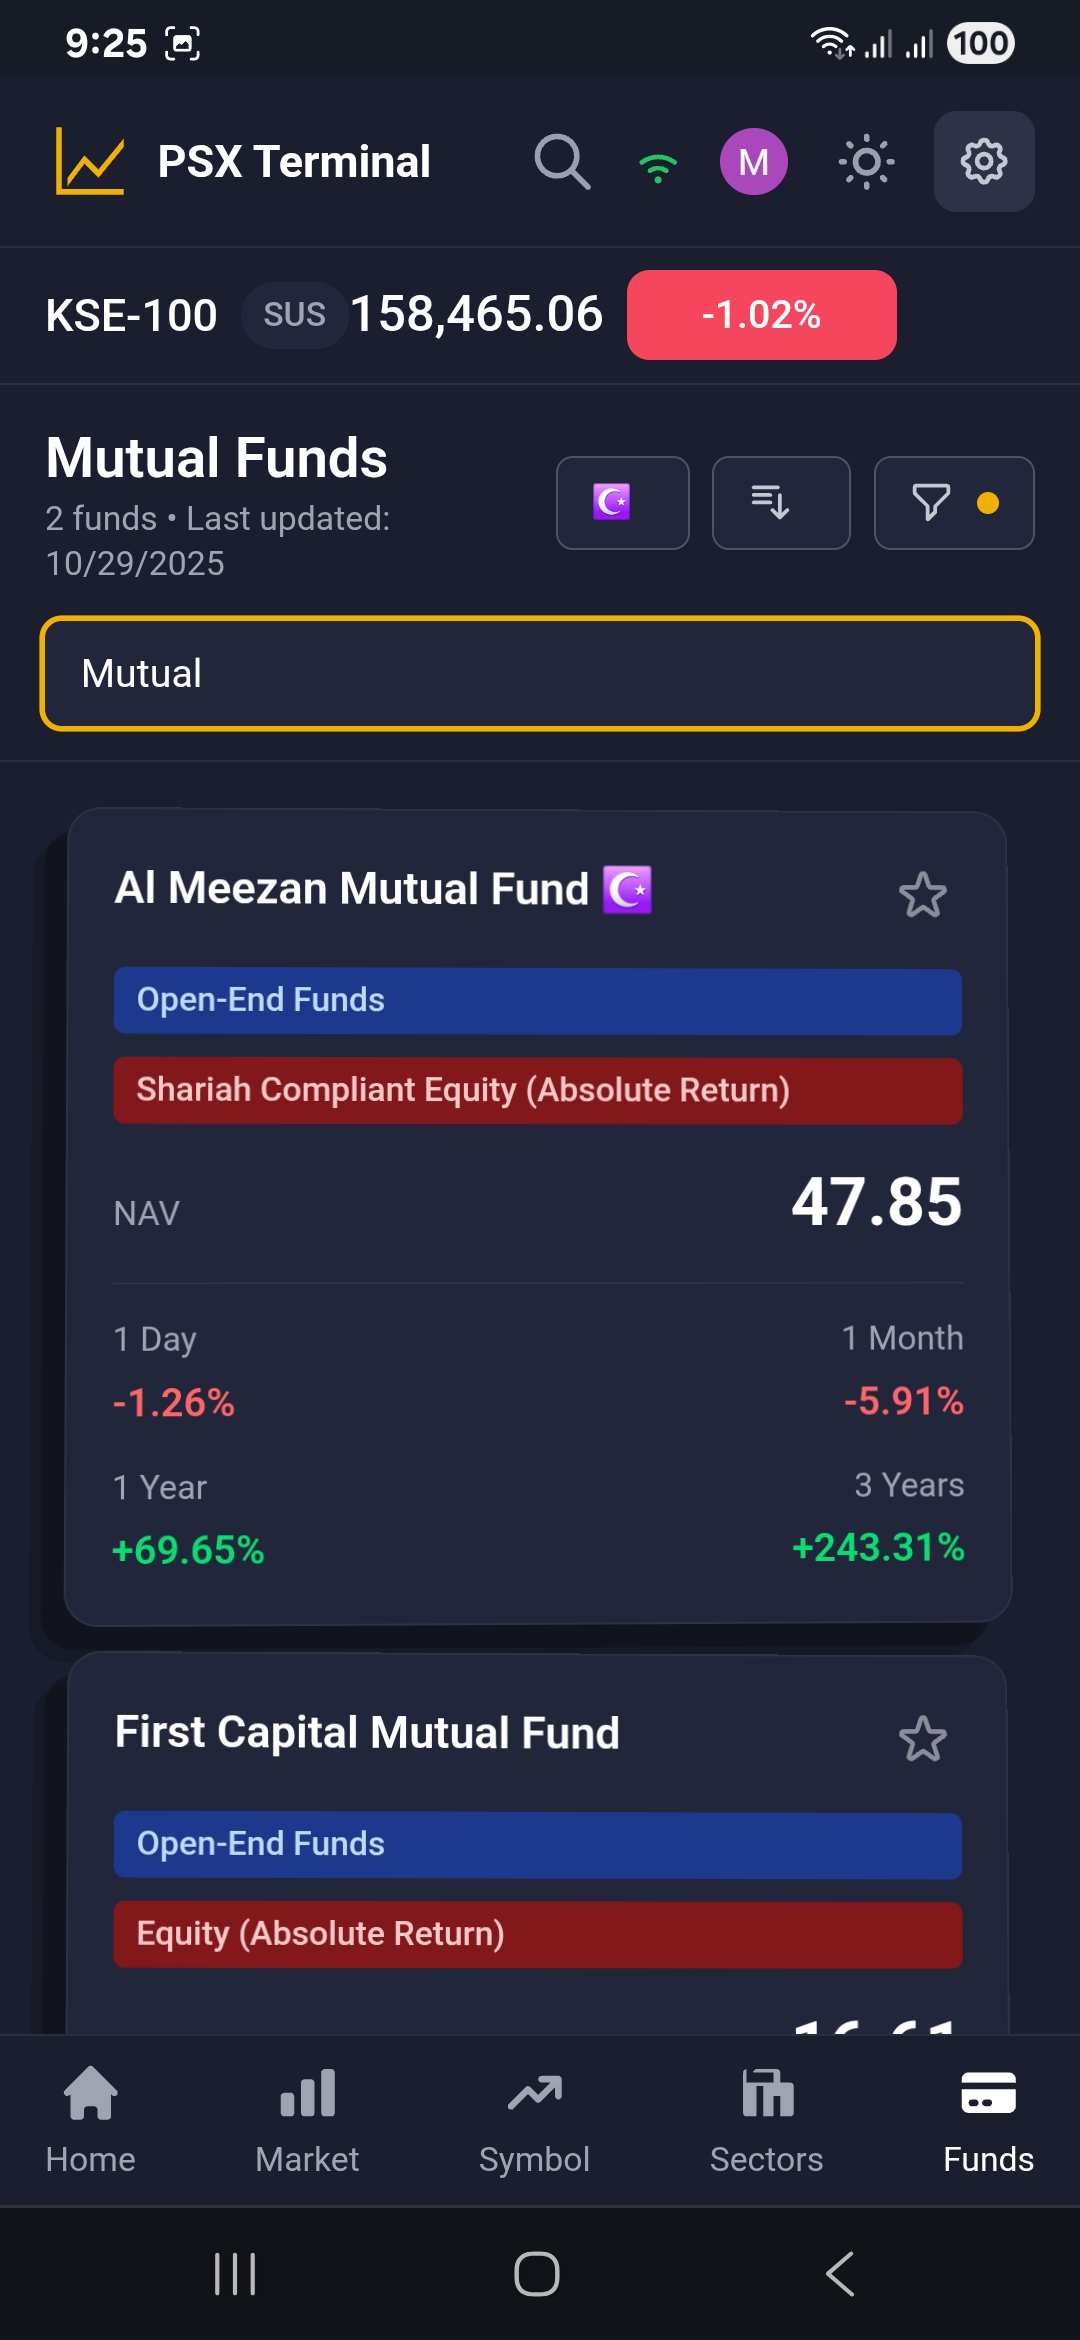 9:25
100
PSX Terminal
M
KSE-100 SUS 158,465.06 -1.02%
Mutual Funds
2 funds • Last updated:
10/29/2025
Mutual
Al Meezan Mutual Fund
Open-End Funds
Shariah Compliant Equity (Absolute Return)
NAV 47.85
1 Day 1 Month
-1.26% -5.91%
1 Year 3 Years
+69.65% +243.31%
First Capital Mutual Fund
Open-End Funds
Equity (Absolute Return)
Home Market Symbol Sectors Funds